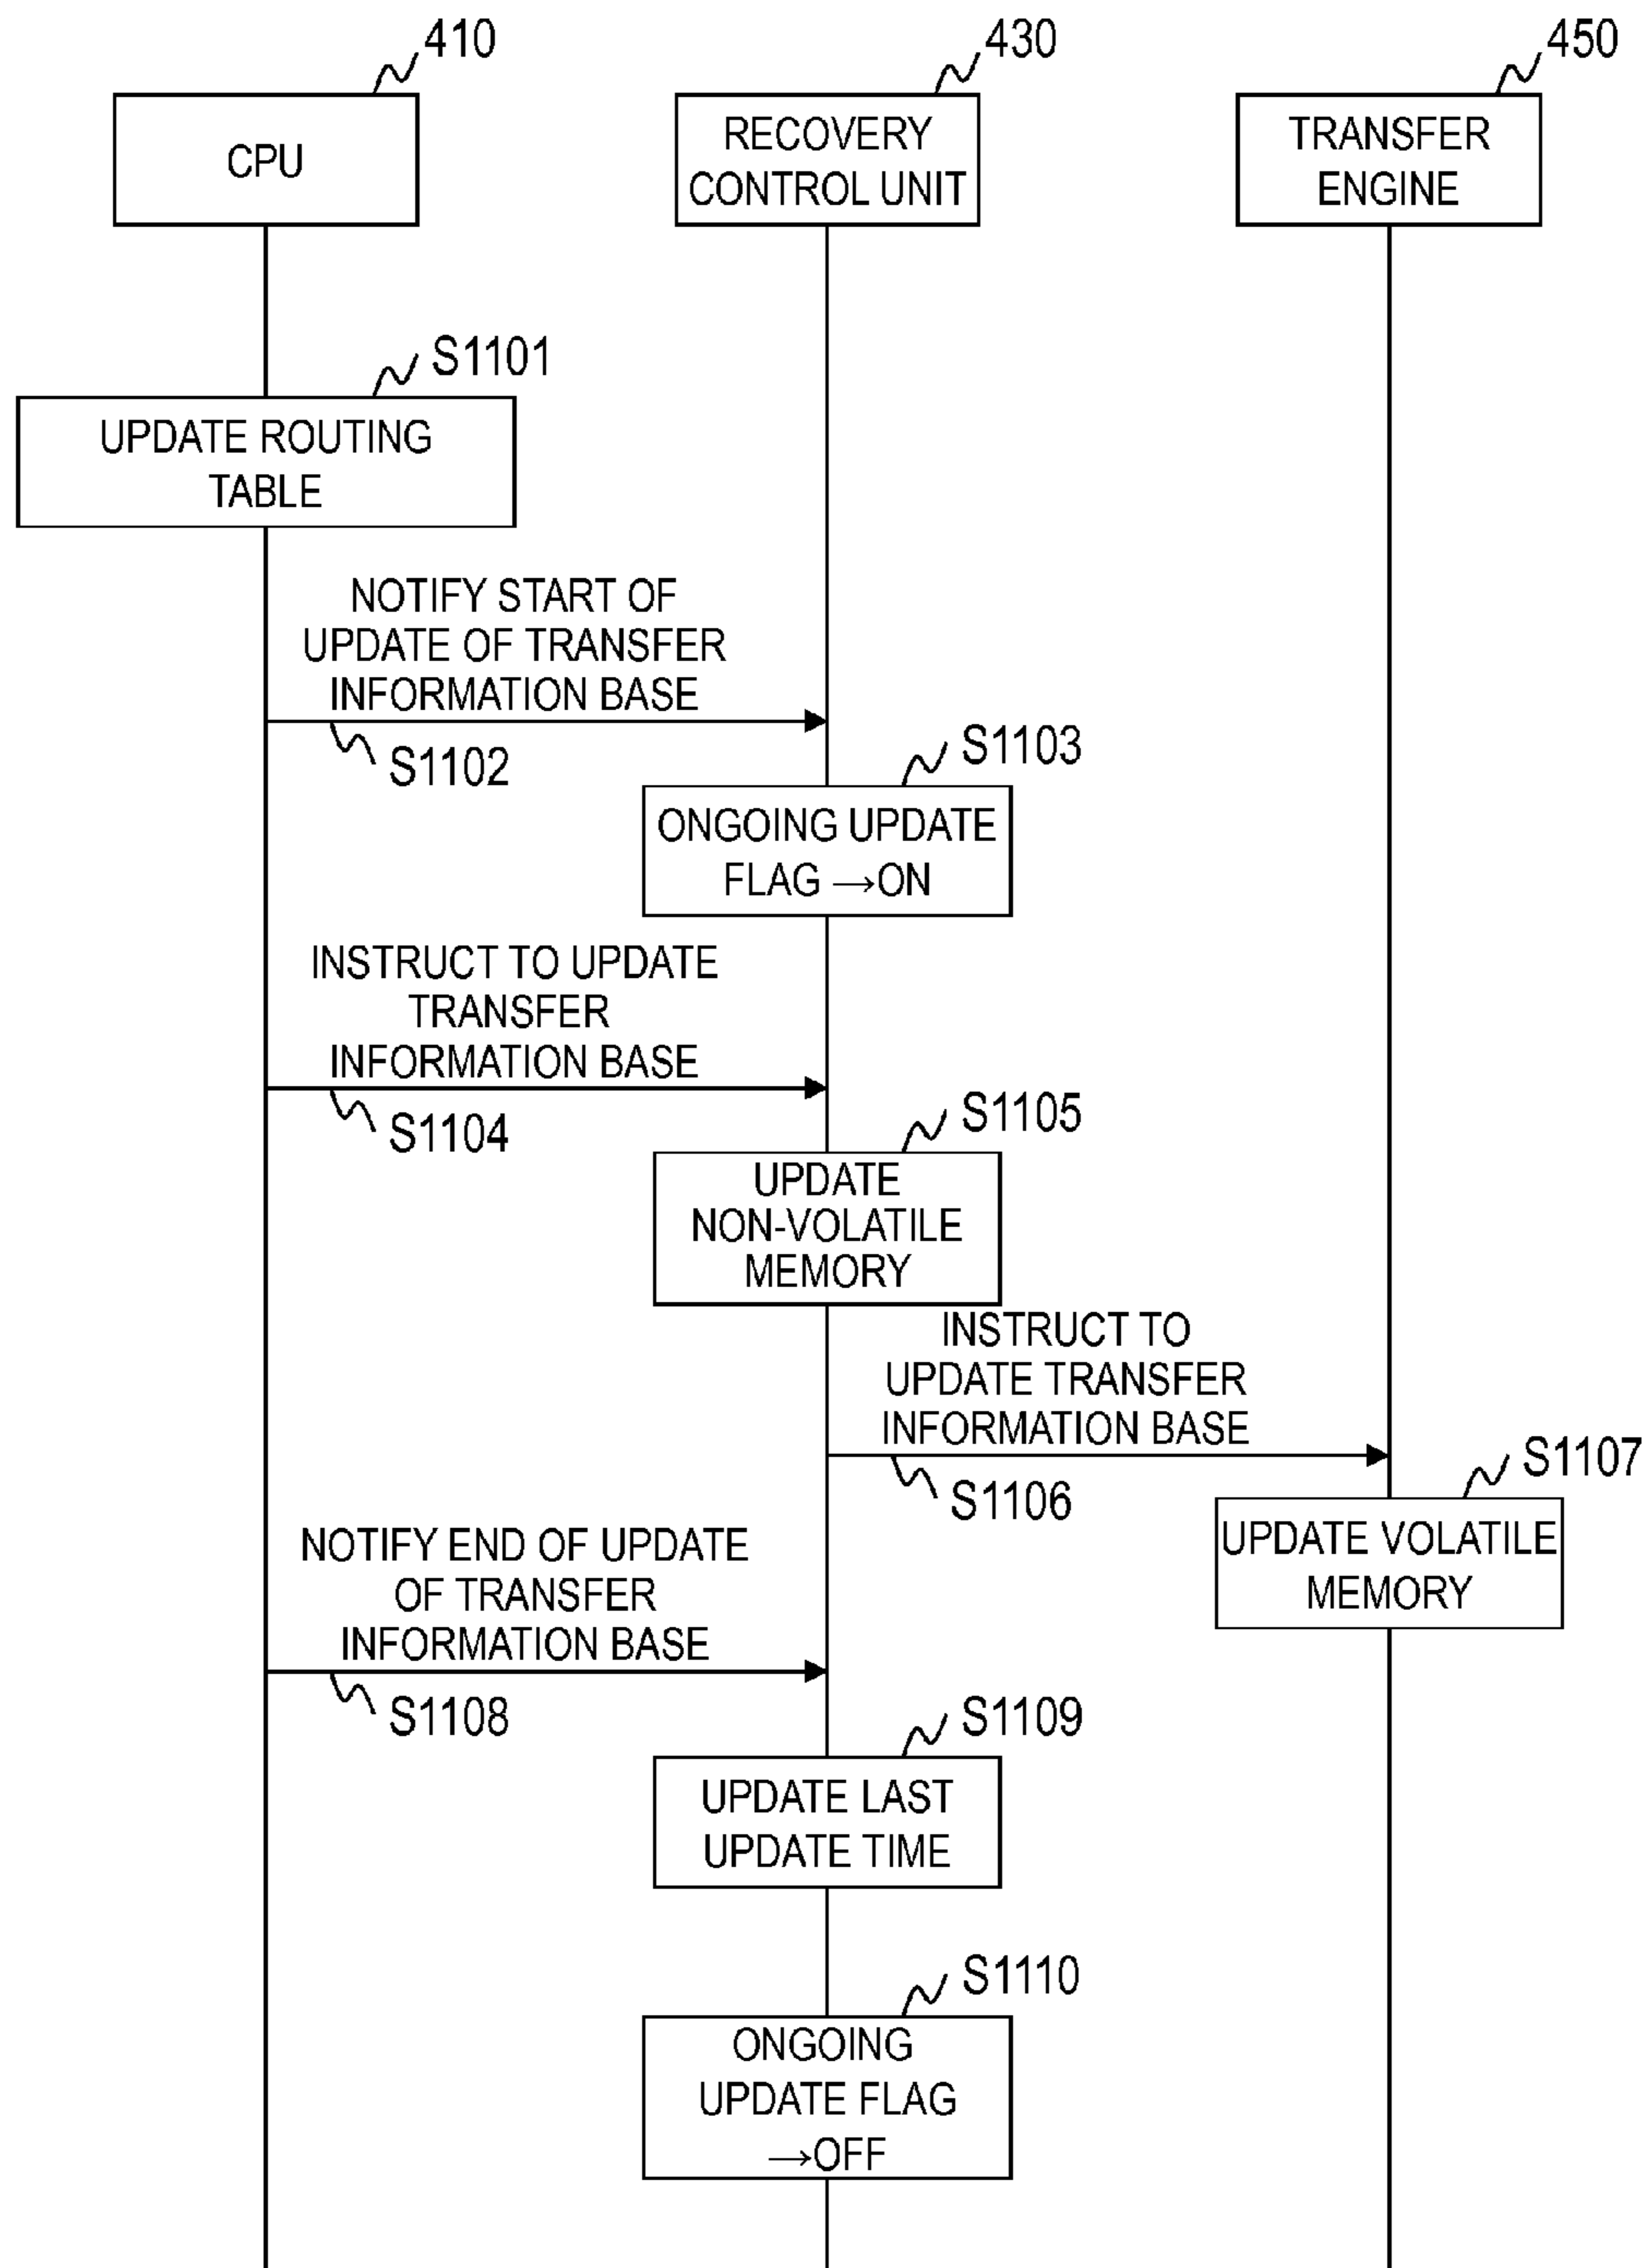 410
430
450
CPU
RECOVERY
CONTROL UNIT
TRANSFER
ENGINE
S1101
UPDATE ROUTING
TABLE
NOTIFY START OF
UPDATE OF TRANSFER
INFORMATION BASE
S1102
S1103
ONGOING UPDATE
FLAG →ON
INSTRUCT TO UPDATE
TRANSFER
INFORMATION BASE
S1104
S1105
UPDATE
NON-VOLATILE
MEMORY
INSTRUCT TO
UPDATE TRANSFER
INFORMATION BASE
S1106
S1107
UPDATE VOLATILE
MEMORY
NOTIFY END OF UPDATE
OF TRANSFER
INFORMATION BASE
S1108
S1109
UPDATE LAST
UPDATE TIME
S1110
ONGOING
UPDATE FLAG
→OFF